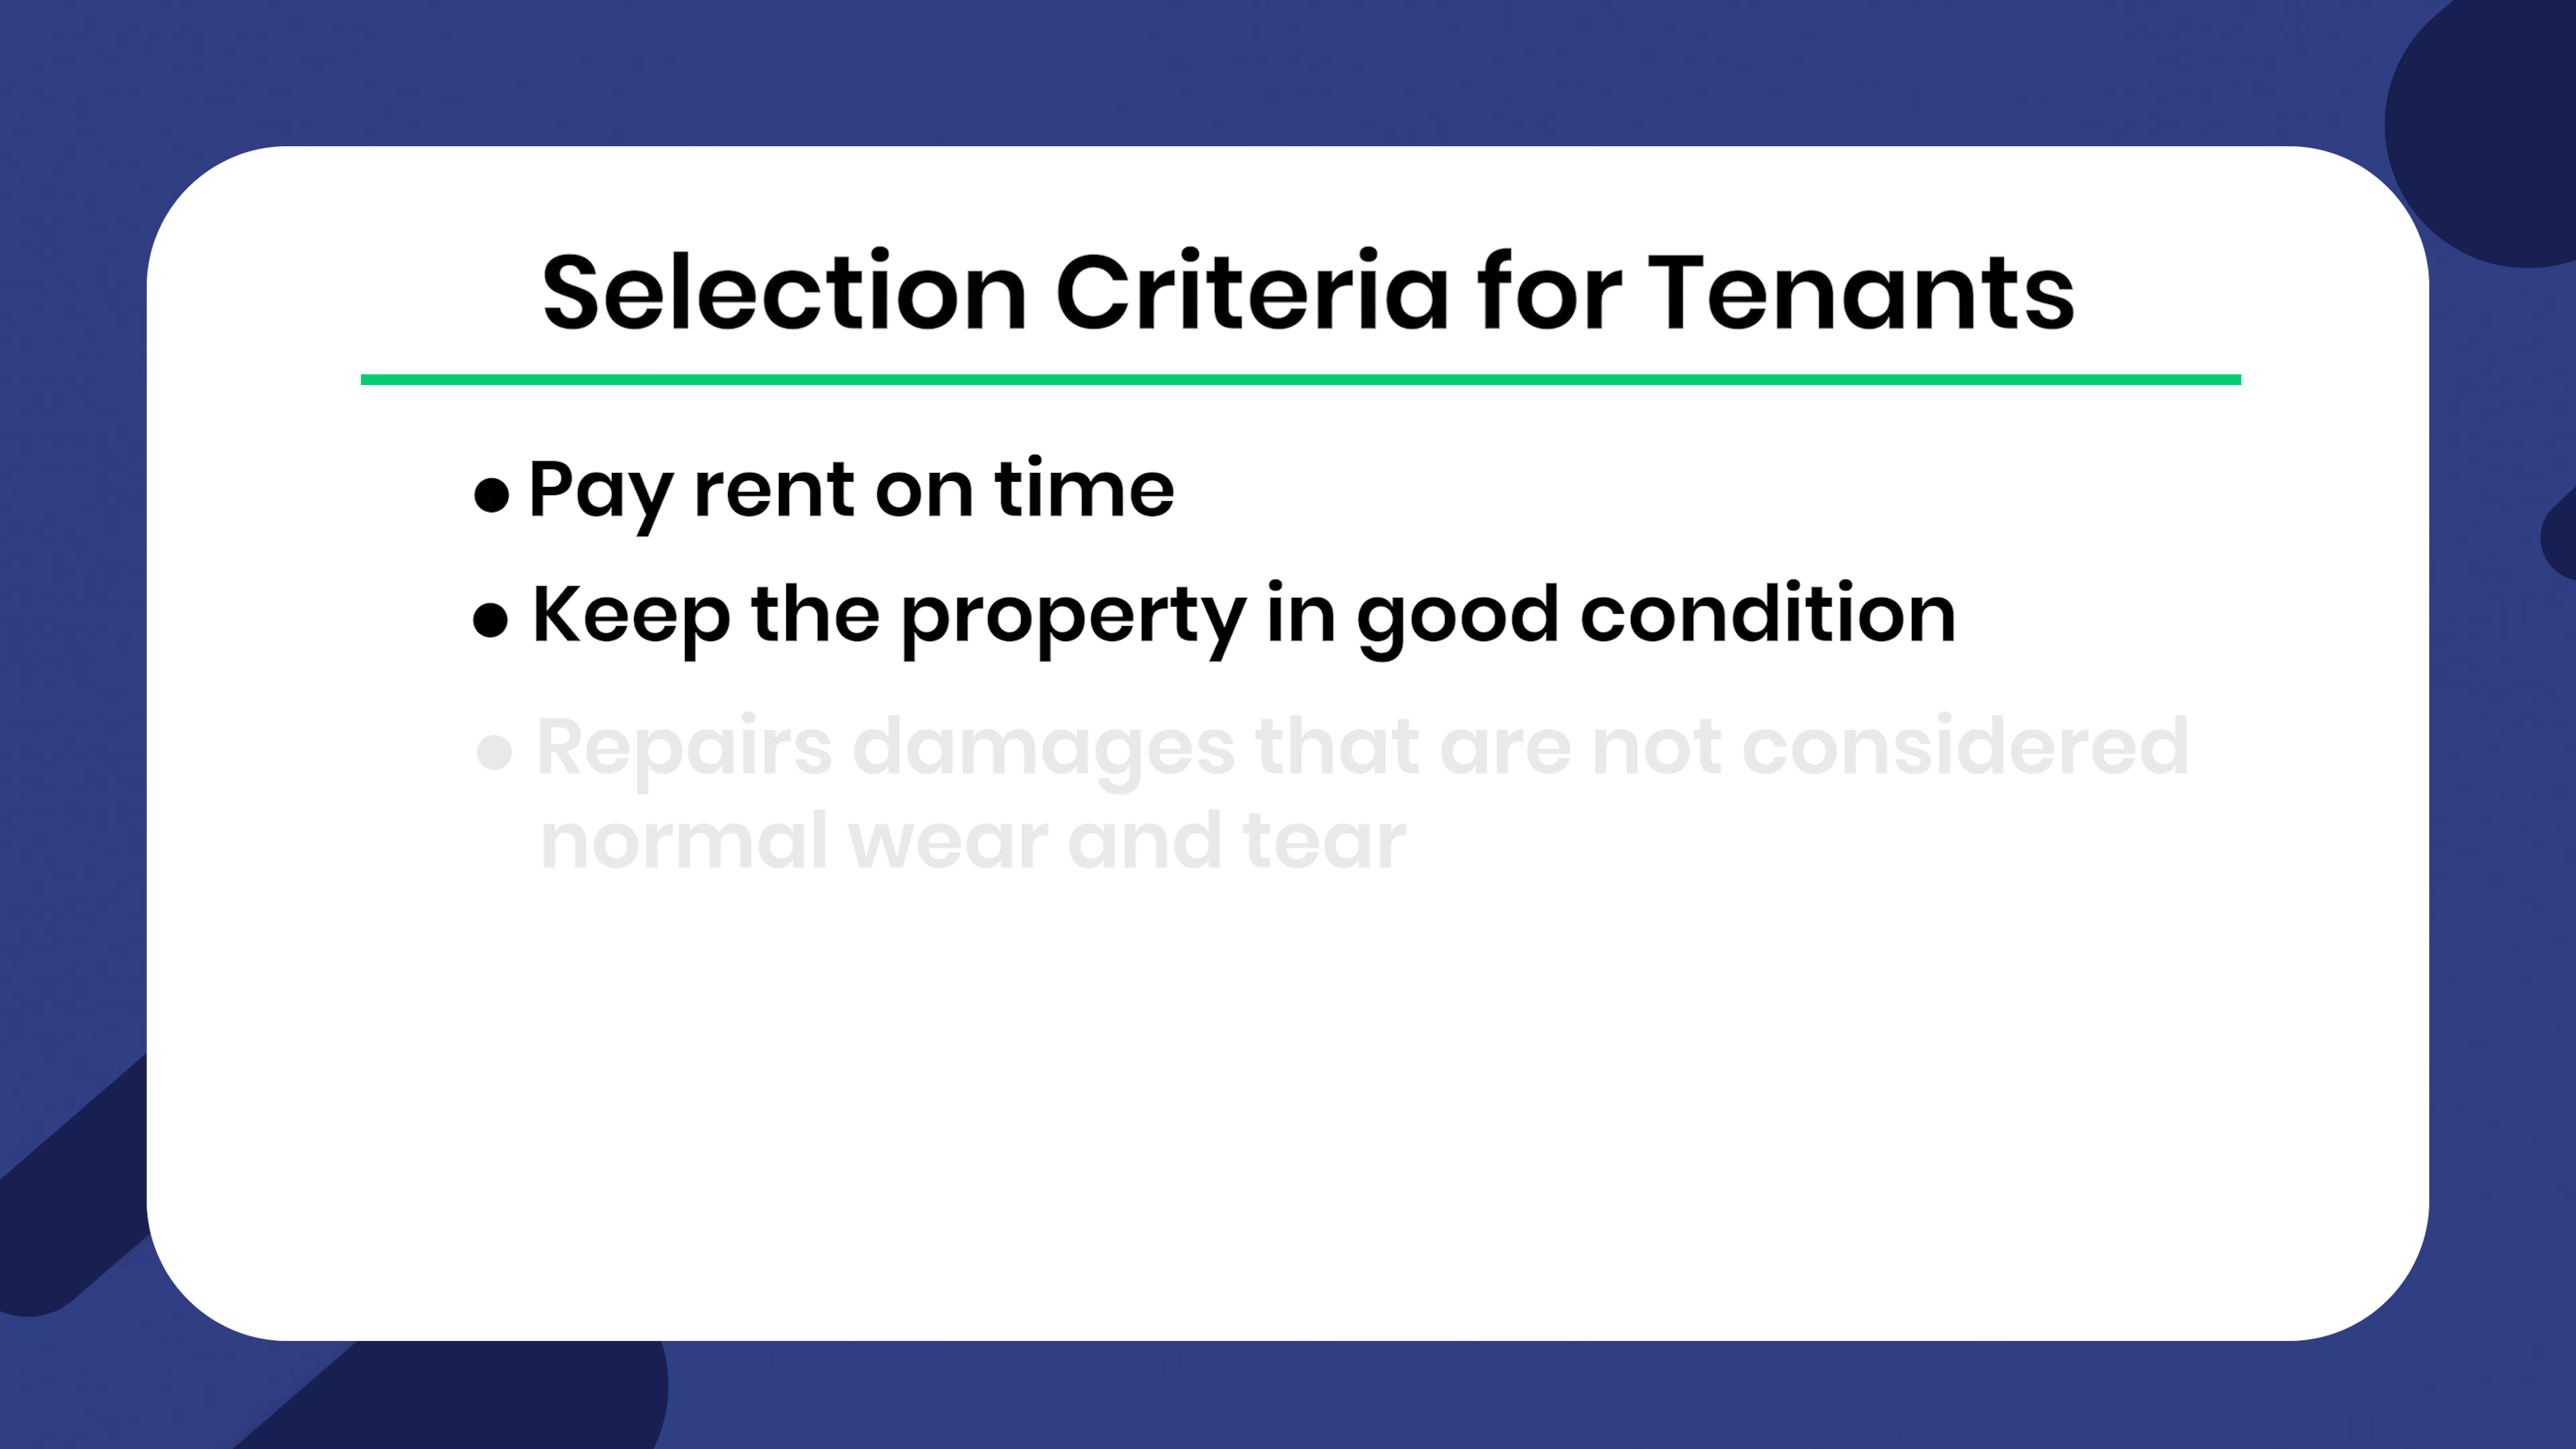 Selection Criteria for Tenants
• Pay rent on time
• Keep the property in good condition
• Repairs damages that are not considered
normal wear and tear